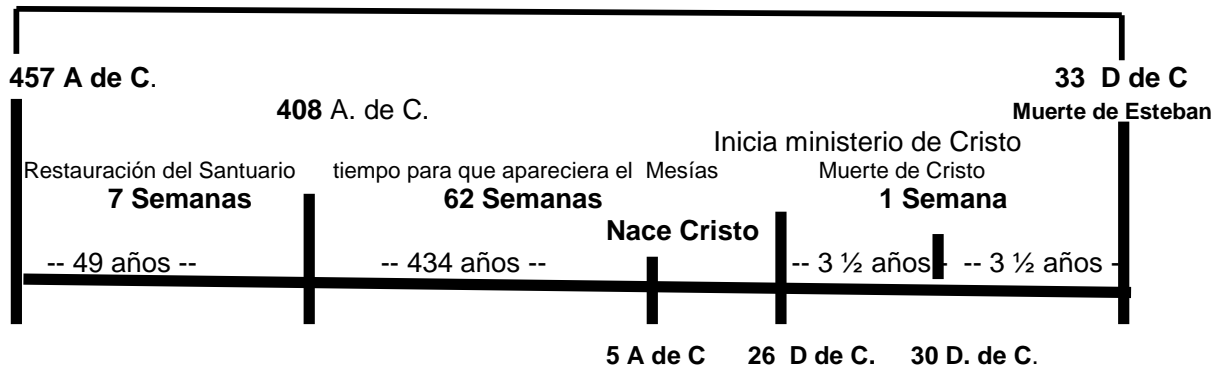 457 A de C.
33 D de C
408 A. de C.
Muerte de Esteban
Inicia ministerio de Cristo
Restauración del Santuario tiempo para que apareciera el Mesías Muerte de Cristo
7 Semanas 62 Semanas 1 Semana
Nace Cristo
-- 49 años -- -- 434 años -- -- 3 ½ años- -- 3 ½ años -
5 A de C 26 D de C. 30 D. de C.